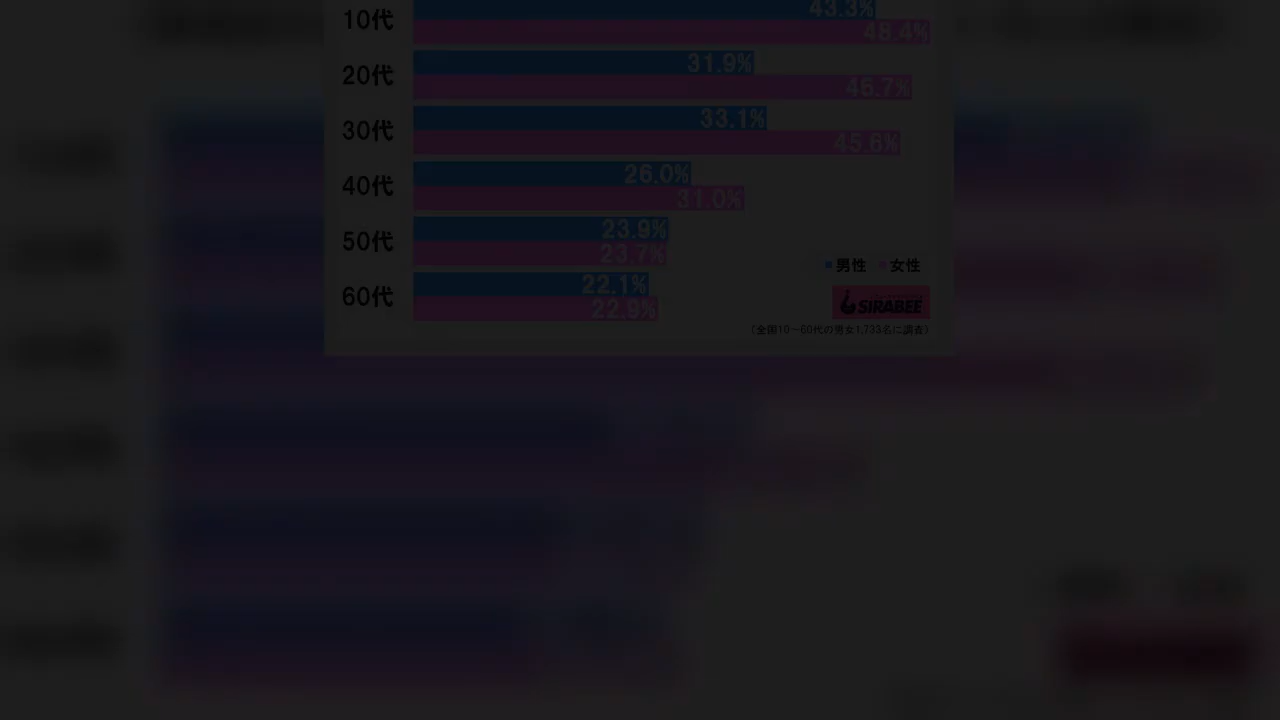 10代 43.3%
48.4%
20代 31.9%
46.7%
30代 33.1%
45.6%
40代 26.0%
31.0%
50代 23.9%
23.7%
60代 22.1%
22.9%
男性 女性
SIRABEE
(全国10~60代の男女1,733名に調査)